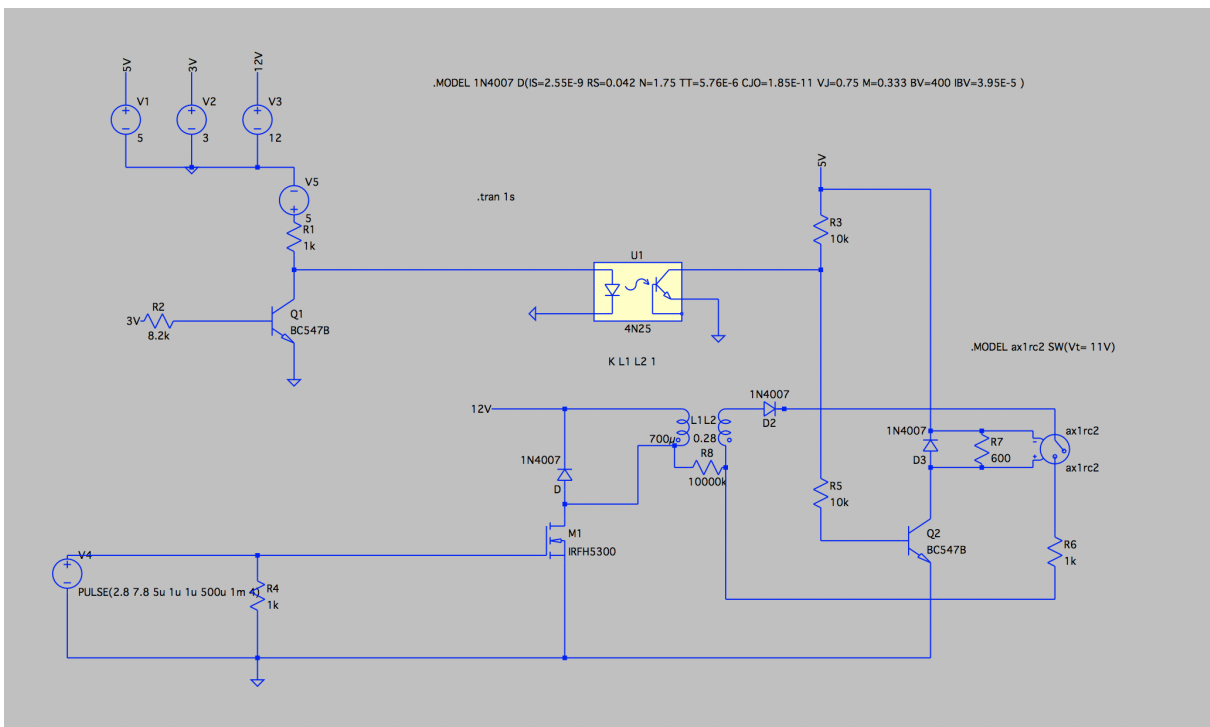 5V
3V
12V
.MODEL 1N4007 D(IS=2.55E-9 RS=0.042 N=1.75 TT=5.76E-6 CJO=1.85E-11 VJ=0.75 M=0.333 BV=400 IBV=3.95E-5 )
V1
V2
V3
5
3
12
V5
5
R1
1k
.tran 1s
5V
R3
10k
U1
4N25
R2
3V
8.2k
Q1
BC547B
K L1 L2 1
.MODEL ax1rc2 SW(Vt= 11V)
12V
1N4007
D2
L1 L2
700µ
0.28
R8
10000k
1N4007
D
1N4007
D3
R7
600
ax1rc2
ax1rc2
R5
10k
M1
IRFH5300
Q2
BC547B
R6
1k
V4
PULSE(2.8 7.8 5u 1u 1u 500u 1m 4)
R4
1k